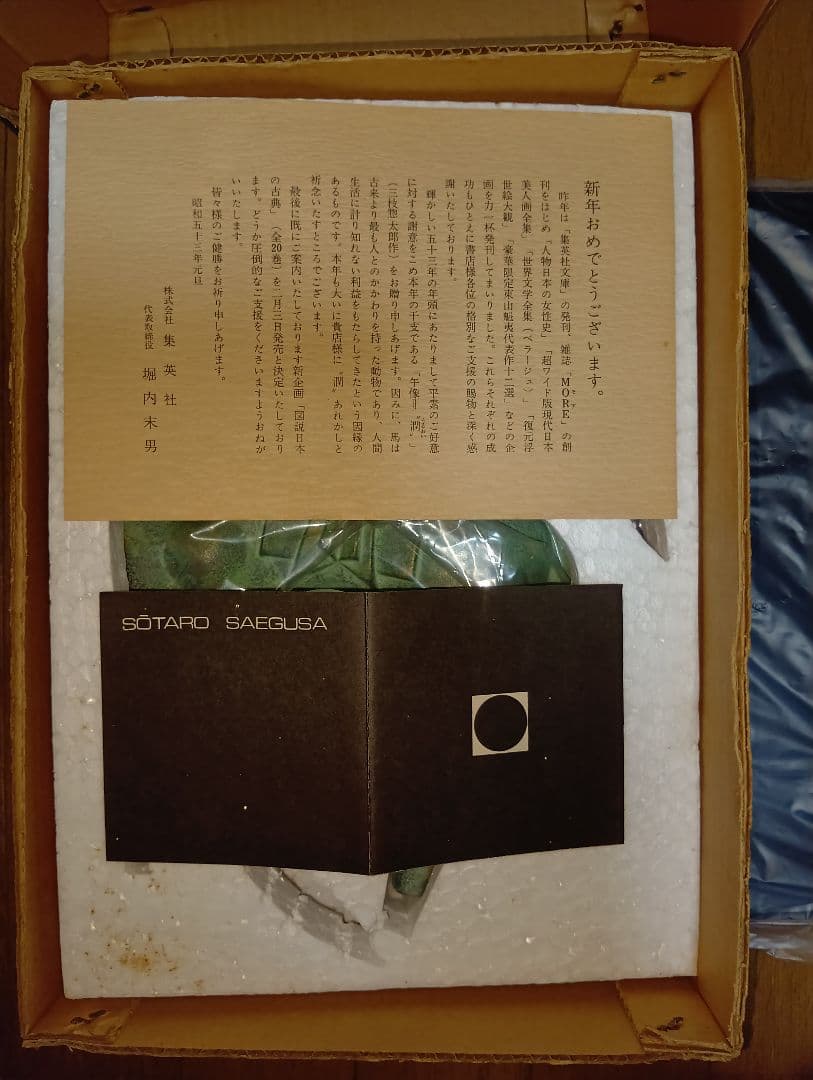 新年おめでとうございます。
昨年は「集英社文庫」の発刊、雑誌「MOREモア」の創
刊をはじめ「人物日本の女性史」「超ワイド版現代日本
美人画全集」「世界文学全集(ベラージュ)」「復元浮
世絵大観」「豪華限定東山魁夷代表作十二選」などの企
画を力一杯発刊してまいりました。これらそれぞれの成
功もひとえに書店様各位の格別なご支援の賜物と深く感
謝いたしております。
輝かしい五十三年の年頭にあたりまして平素のご好意
に対する謝意をこめ本年の干支である「午像＝〝潤〟」
(三枝惣太郎作)をお贈り申しあげます。因みに、馬は
古来より最も人とのかかわりを持った動物であり、人間
生活に計り知れない利益をもたらしてきたという因縁の
あるものです。本年も大いに貴店様に〝潤〟あれかしと
祈念いたすところでございます。
最後に既にご案内いたしております新企画「図説日本
の古典」(全20巻)を二月三日発売と決定いたしており
ます。どうか圧倒的なご支援をくださいますようおねが
いいたします。
皆々様のご健勝をお祈り申しあげます。
昭和五十三年元旦
株式会社 集英社
代表取締役 堀内末男
SŌTARO SAEGUSA